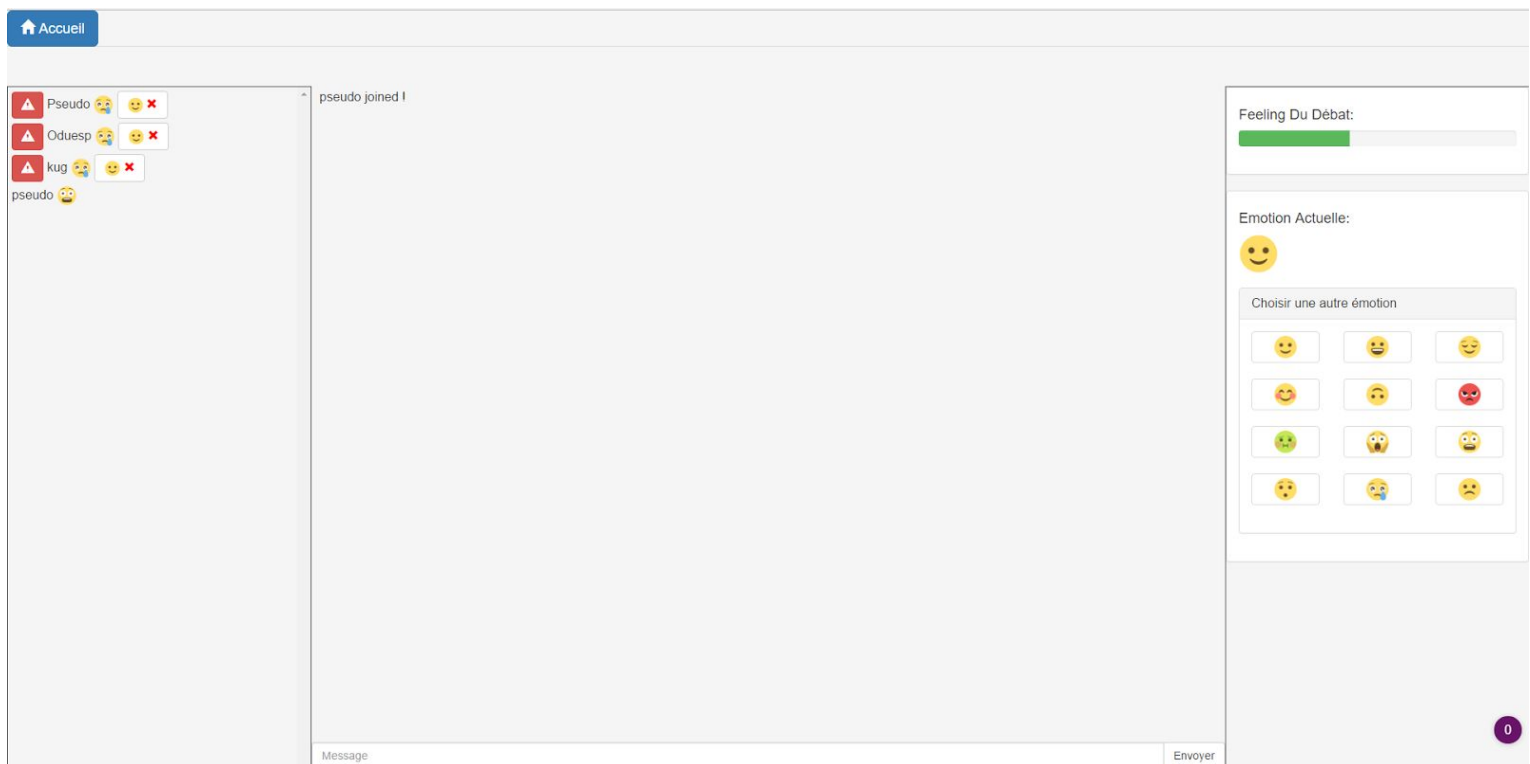 Accueil
Pseudo
Oduesp
kug
pseudo
pseudo joined !
Message
Envoyer
Feeling Du Débat:
Emotion Actuelle:
Choisir une autre émotion
0